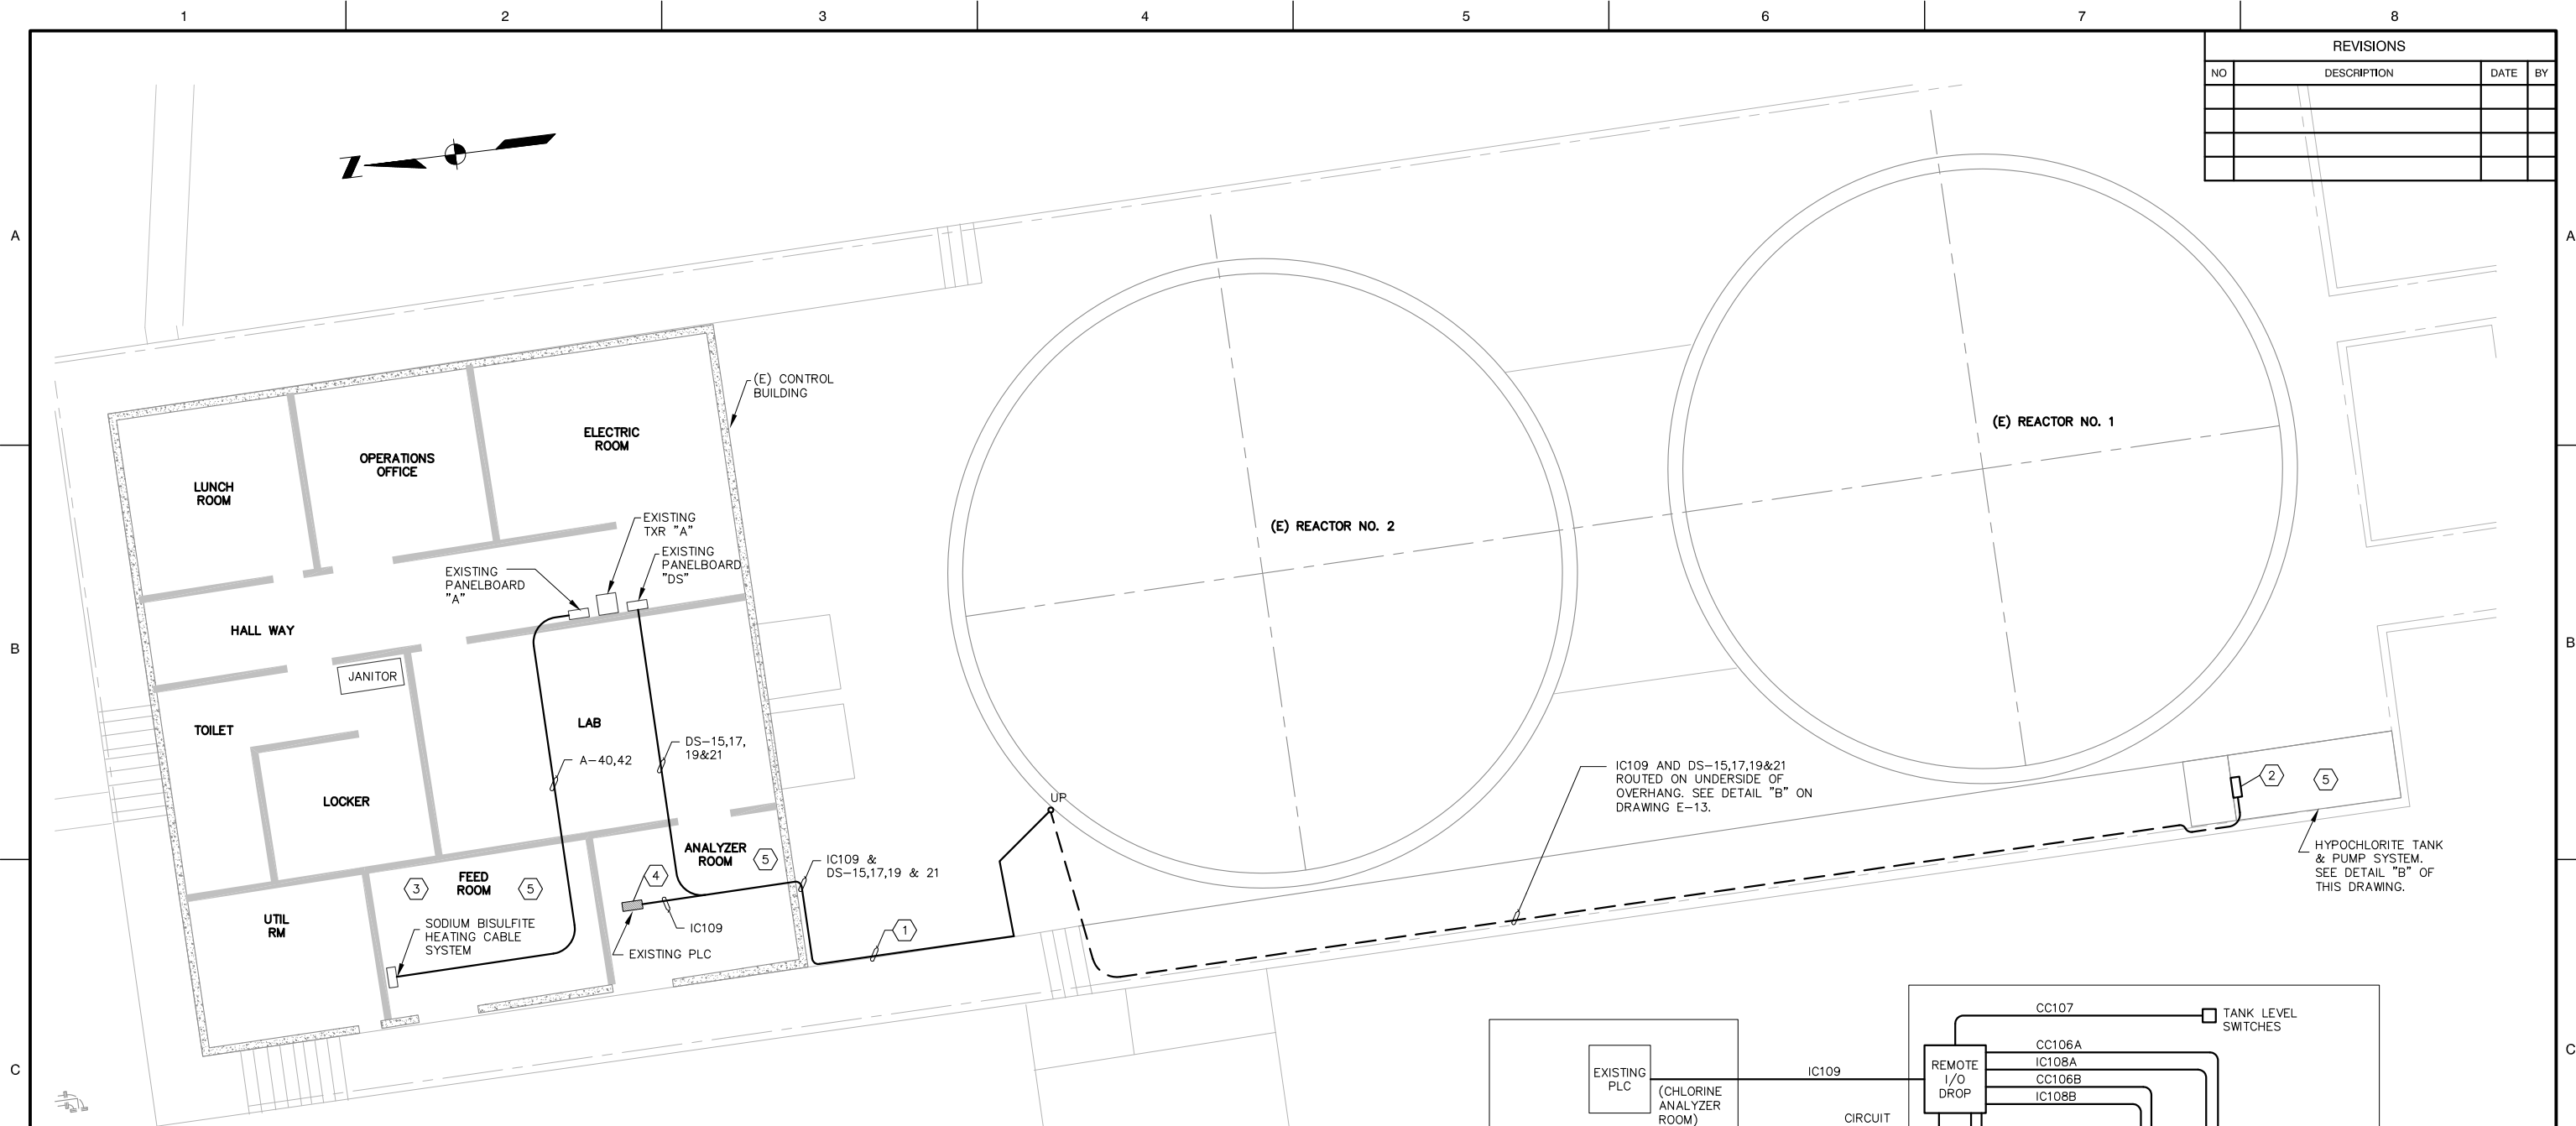 1
2
3
4
5
6
7
8
REVISIONS
NO
DESCRIPTION
DATE
BY
A
A
Z
(E) CONTROL
BUILDING
ELECTRIC
ROOM
OPERATIONS
OFFICE
LUNCH
ROOM
(E) REACTOR NO. 1
(E) REACTOR NO. 2
EXISTING
TXR "A"
EXISTING
PANELBOARD
"DS"
EXISTING
PANELBOARD
"A"
HALL WAY
B
B
JANITOR
TOILET
LAB
DS-15,17,
19&21
A-40,42
LOCKER
UP
IC109 AND DS-15,17,19&21
ROUTED ON UNDERSIDE OF
OVERHANG. SEE DETAIL "B" ON
DRAWING E-13.
2
5
HYPOCHLORITE TANK
& PUMP SYSTEM.
SEE DETAIL "B" OF
THIS DRAWING.
ANALYZER
ROOM
5
IC109 &
DS-15,17,19 & 21
FEED
ROOM
3
5
4
UTIL
RM
SODIUM BISULFITE
HEATING CABLE
SYSTEM
IC109
EXISTING PLC
1
C
C
EXISTING
PLC
(CHLORINE
ANALYZER
ROOM)
IC109
REMOTE
I/O
DROP
CC107
TANK LEVEL
SWITCHES
CC106A
IC108A
CC106B
IC108B
CIRCUIT